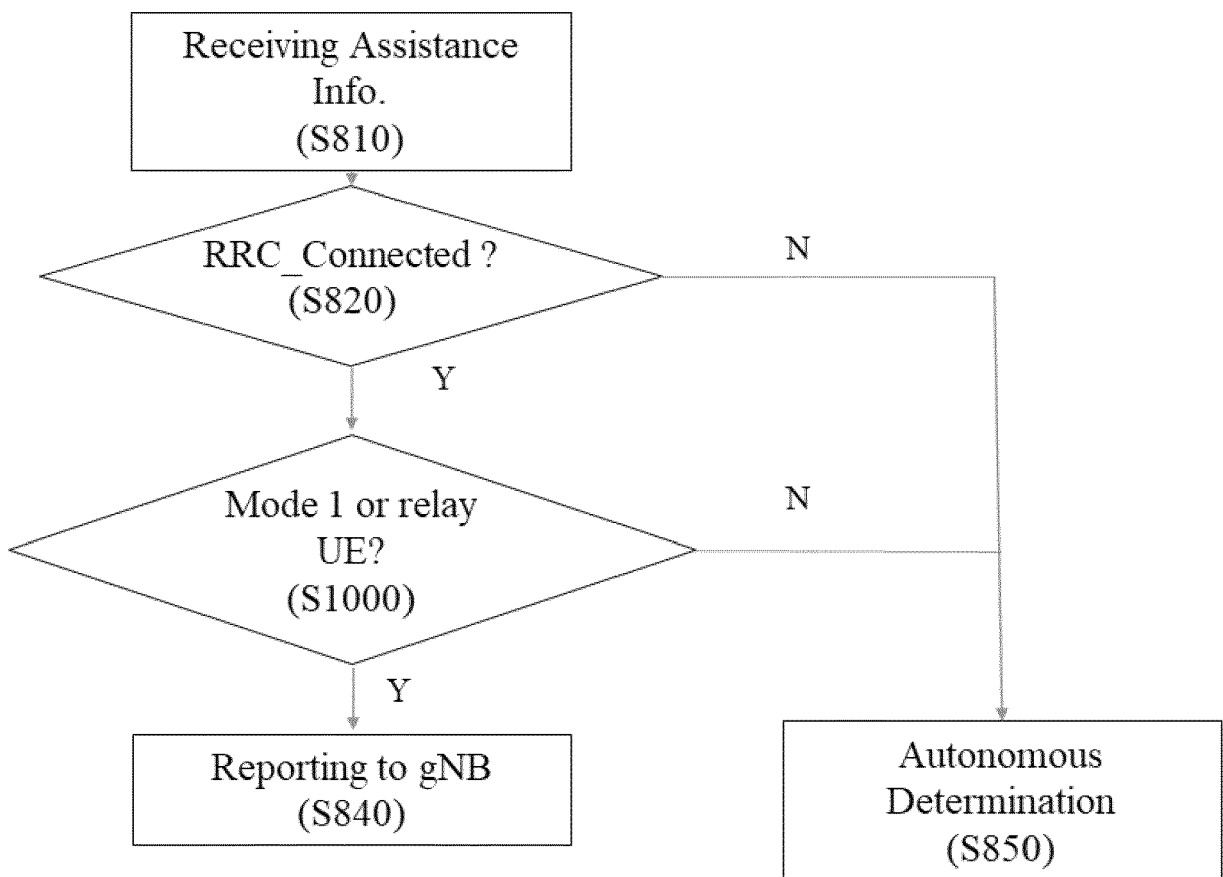 Receiving Assistance
Info.
(S810)
RRC_Connected ?
(S820)
N
Y
Mode 1 or relay
UE?
(S1000)
N
Y
Reporting to gNB
(S840)
Autonomous
Determination
(S850)